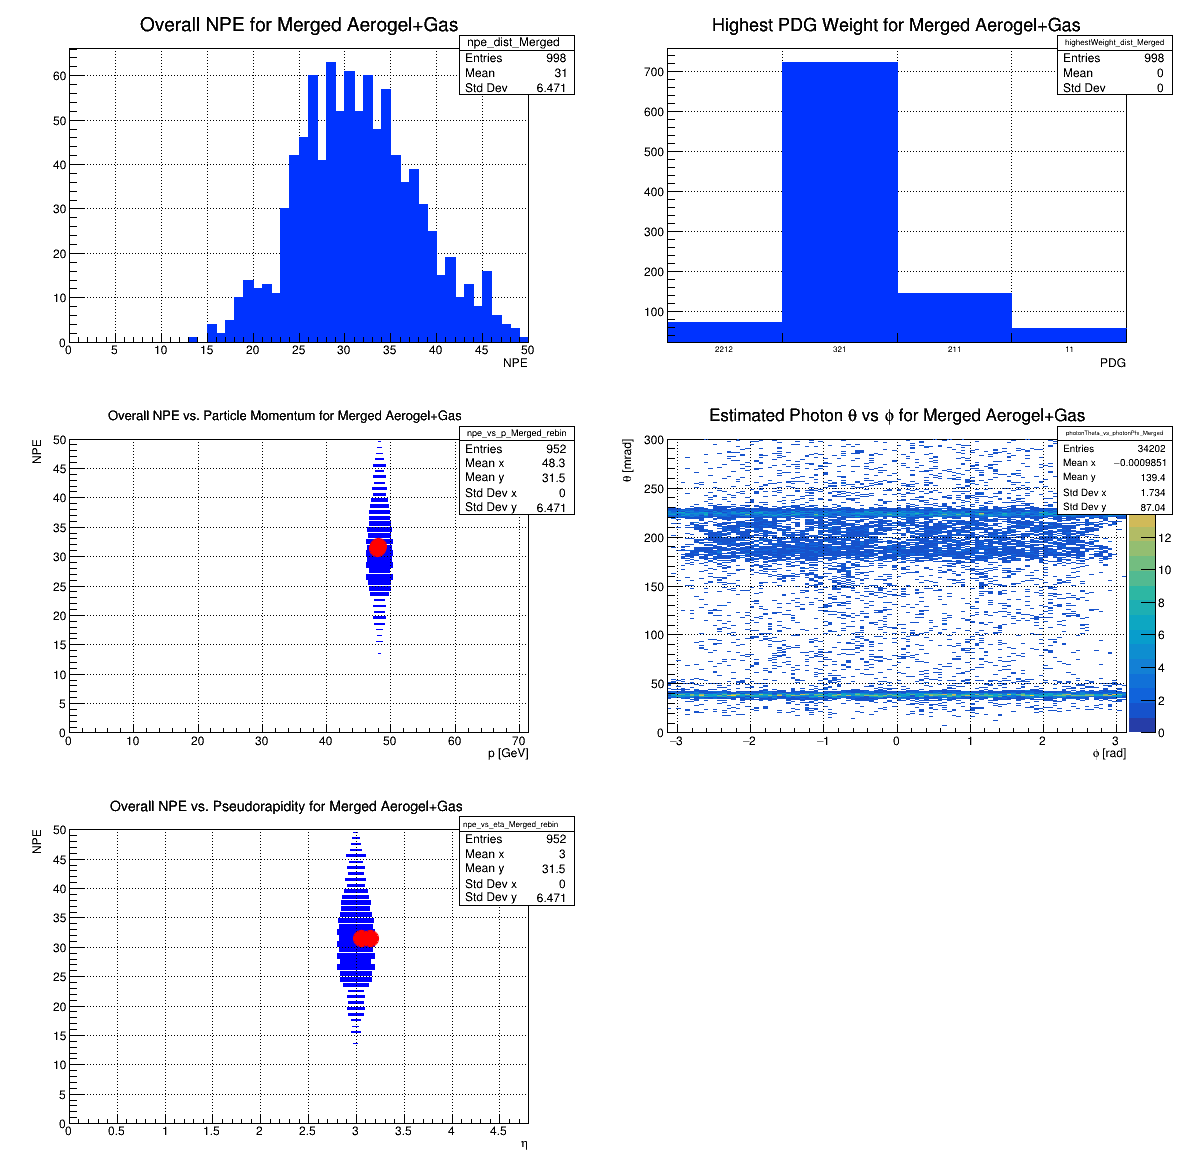 Overall NPE for Merged Aerogel+Gas
npe_dist_Merged
Entries 998
Mean 31
Std Dev 6.471
60
50
40
30
20
10
0
0 5 10 15 20 25 30 35 40 45 50
NPE
Highest PDG Weight for Merged Aerogel+Gas
highestWeight_dist_Merged
Entries 998
Mean 0
Std Dev 0
700
600
500
400
300
200
100
2212 321 211 11
PDG
Overall NPE vs. Particle Momentum for Merged Aerogel+Gas
npe_vs_p_Merged_rebin
Entries 952
Mean x 48.3
Mean y 31.5
Std Dev x 0
Std Dev y 6.471
NPE
50
45
40
35
30
25
20
15
10
5
0
0 10 20 30 40 50 60 70
p [GeV]
Estimated Photon θ vs ϕ for Merged Aerogel+Gas
photonTheta_vs_photonPhi_Merged
Entries 34202
Mean x −0.0009851
Mean y 139.4
Std Dev x 1.734
Std Dev y 87.04
θ [mrad]
300
250
200
150
100
50
0
−3 −2 −1 0 1 2 3
ϕ [rad]
12
10
8
6
4
2
0
Overall NPE vs. Pseudorapidity for Merged Aerogel+Gas
npe_vs_eta_Merged_rebin
Entries 952
Mean x 3
Mean y 31.5
Std Dev x 0
Std Dev y 6.471
NPE
50
45
40
35
30
25
20
15
10
5
0
0 0.5 1 1.5 2 2.5 3 3.5 4 4.5
η